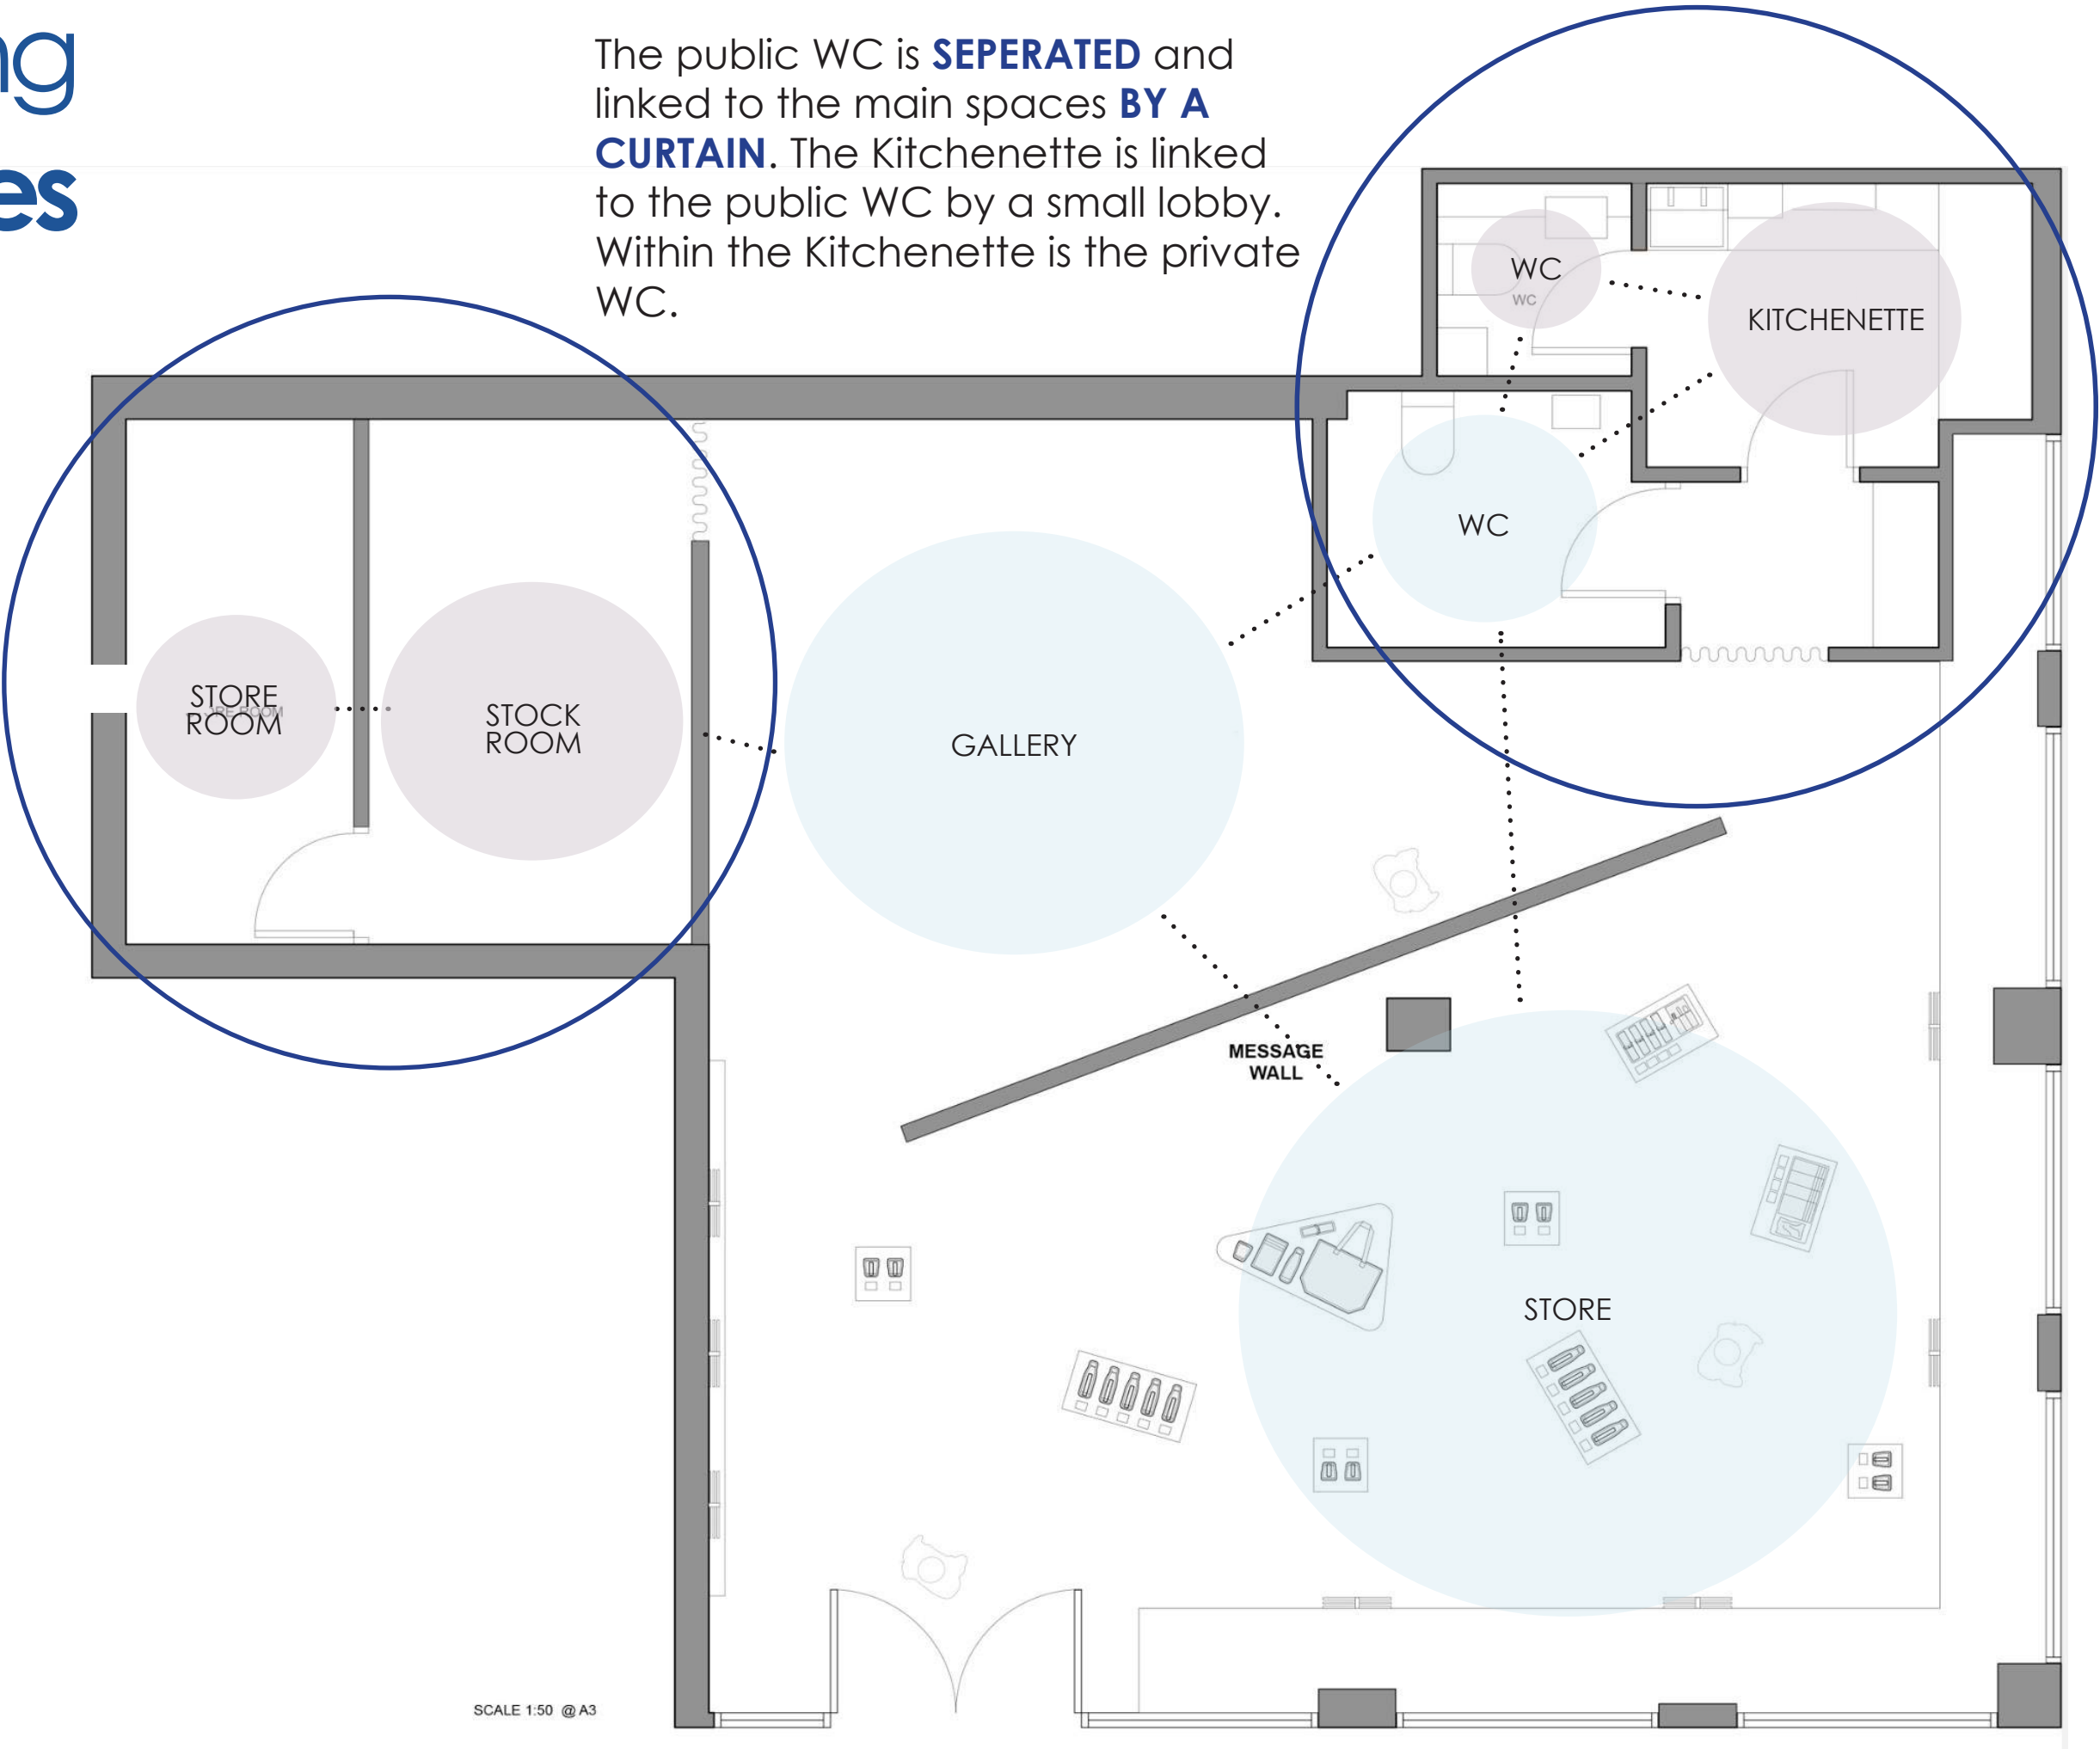 ng
es
The public WC is SEPERATED and
linked to the main spaces BY A
CURTAIN. The Kitchenette is linked
to the public WC by a small lobby.
Within the Kitchenette is the private
WC.
WC
WC
KITCHENETTE
WC
STORE
ROOM
STOCK
ROOM
GALLERY
MESSAGE
WALL
STORE
SCALE 1:50 @ A3